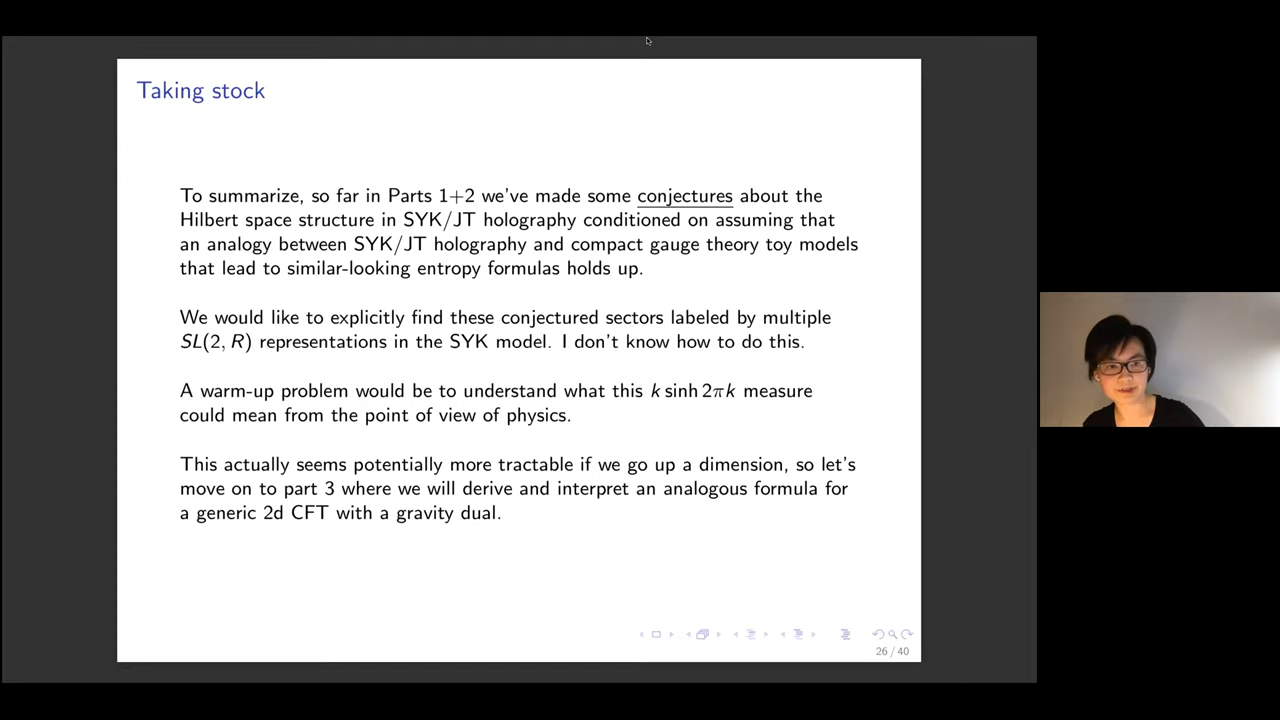 Taking stock
To summarize, so far in Parts 1+2 we've made some conjectures about the
Hilbert space structure in SYK/JT holography conditioned on assuming that
an analogy between SYK/JT holography and compact gauge theory toy models
that lead to similar-looking entropy formulas holds up.
We would like to explicitly find these conjectured sectors labeled by multiple
SL(2, R) representations in the SYK model. I don't know how to do this.
A warm-up problem would be to understand what this k sinh 2πk measure
could mean from the point of view of physics.
This actually seems potentially more tractable if we go up a dimension, so let's
move on to part 3 where we will derive and interpret an analogous formula for
a generic 2d CFT with a gravity dual.
26 / 40